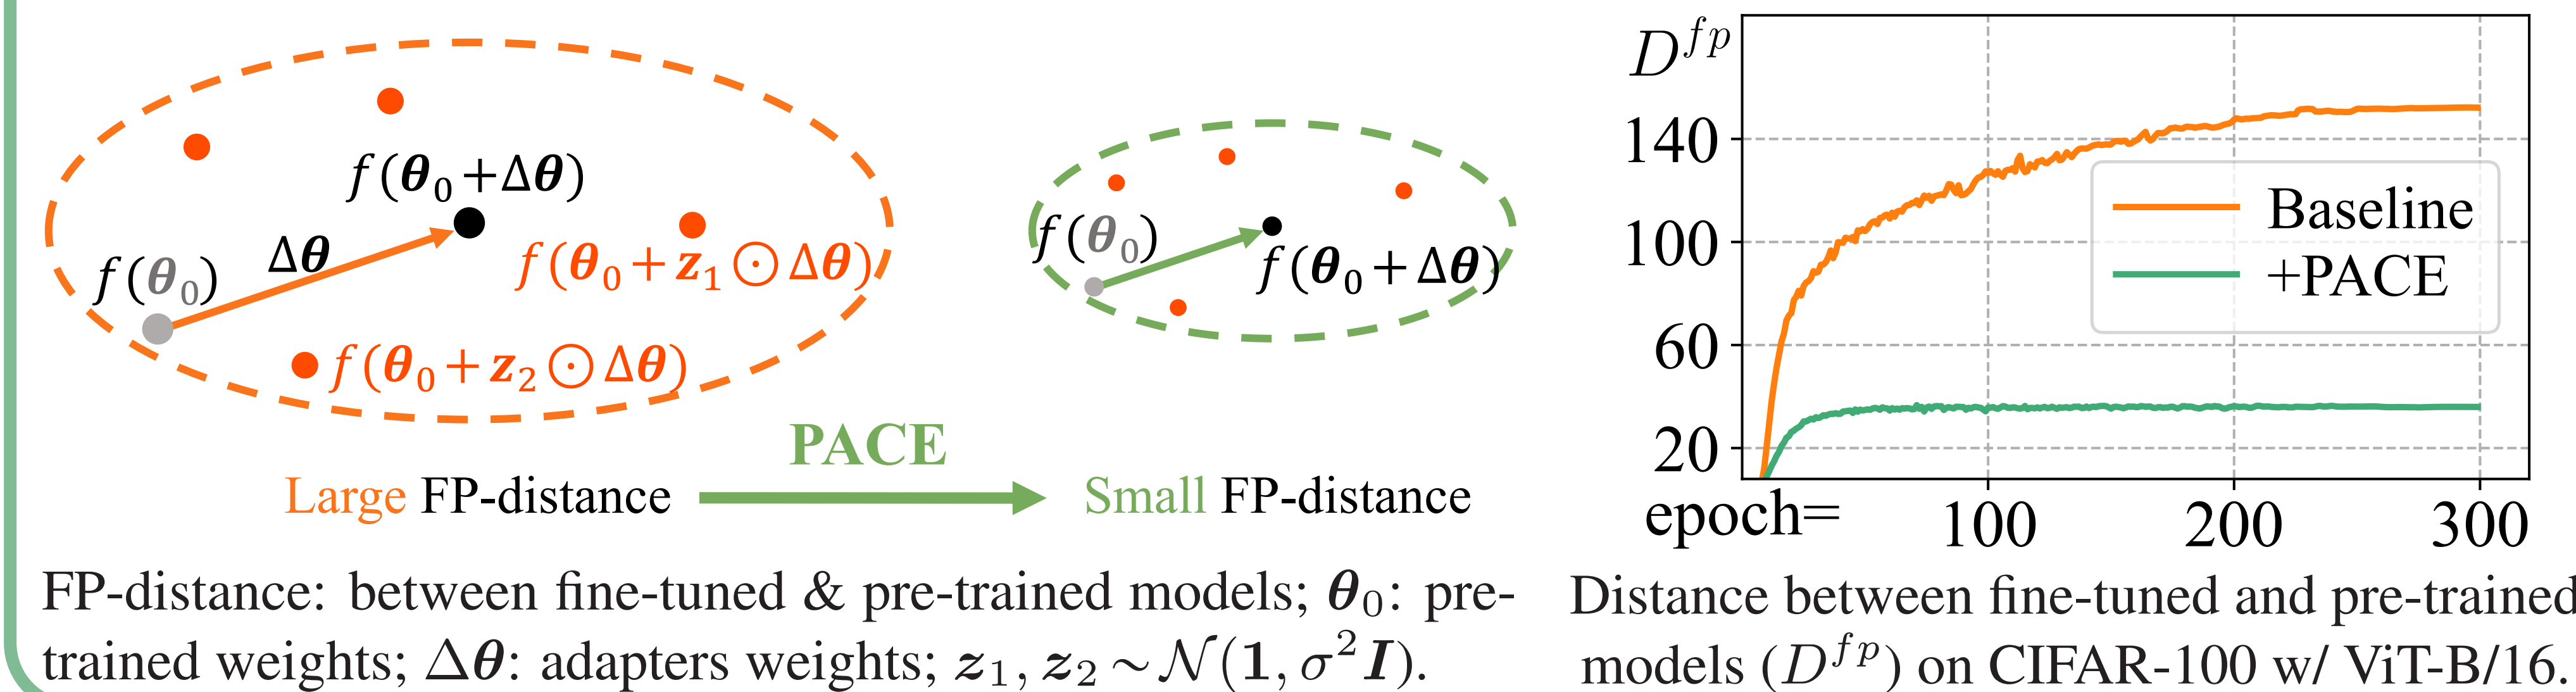 f(θ₀+Δθ)
f(θ₀)
Δθ
f(θ₀ + z₁ ⊙ Δθ)
f(θ₀ + z₂ ⊙ Δθ)
PACE
Large FP-distance
f(θ₀)
f(θ₀ + Δθ)
Small FP-distance
FP-distance: between fine-tuned & pre-trained models; θ₀: pre-
trained weights; Δθ: adapters weights; z₁, z₂ ~ 𝒩(1, σ²I).
D^{fp}
140
100
60
20
Baseline
+PACE
epoch= 100 200 300
Distance between fine-tuned and pre-trained
models (D^{fp}) on CIFAR-100 w/ ViT-B/16.